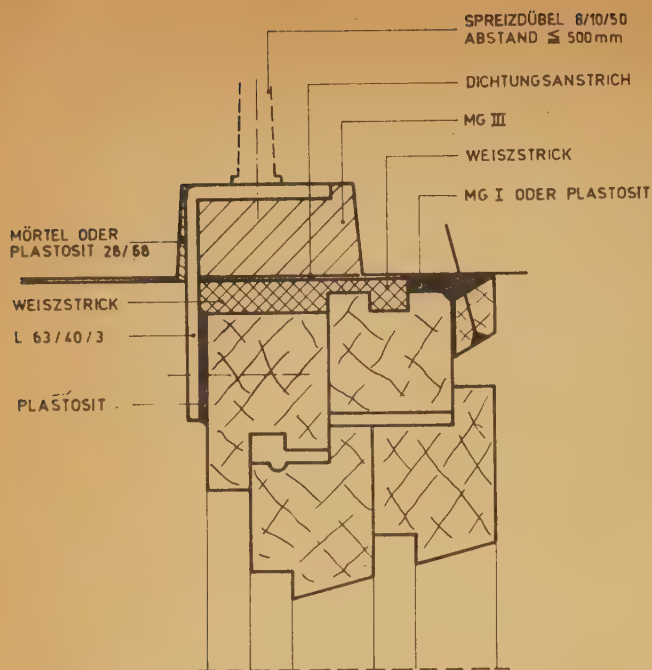 SPREIZDÜBEL 8/10/50
ABSTAND ≦ 500mm
DICHTUNGSANSTRICH
MG III
WEISZSTRICK
MG I ODER PLASTOSIT
MÖRTEL ODER
PLASTOSIT 28/68
WEISZSTRICK
L 63/40/3
PLASTOSIT